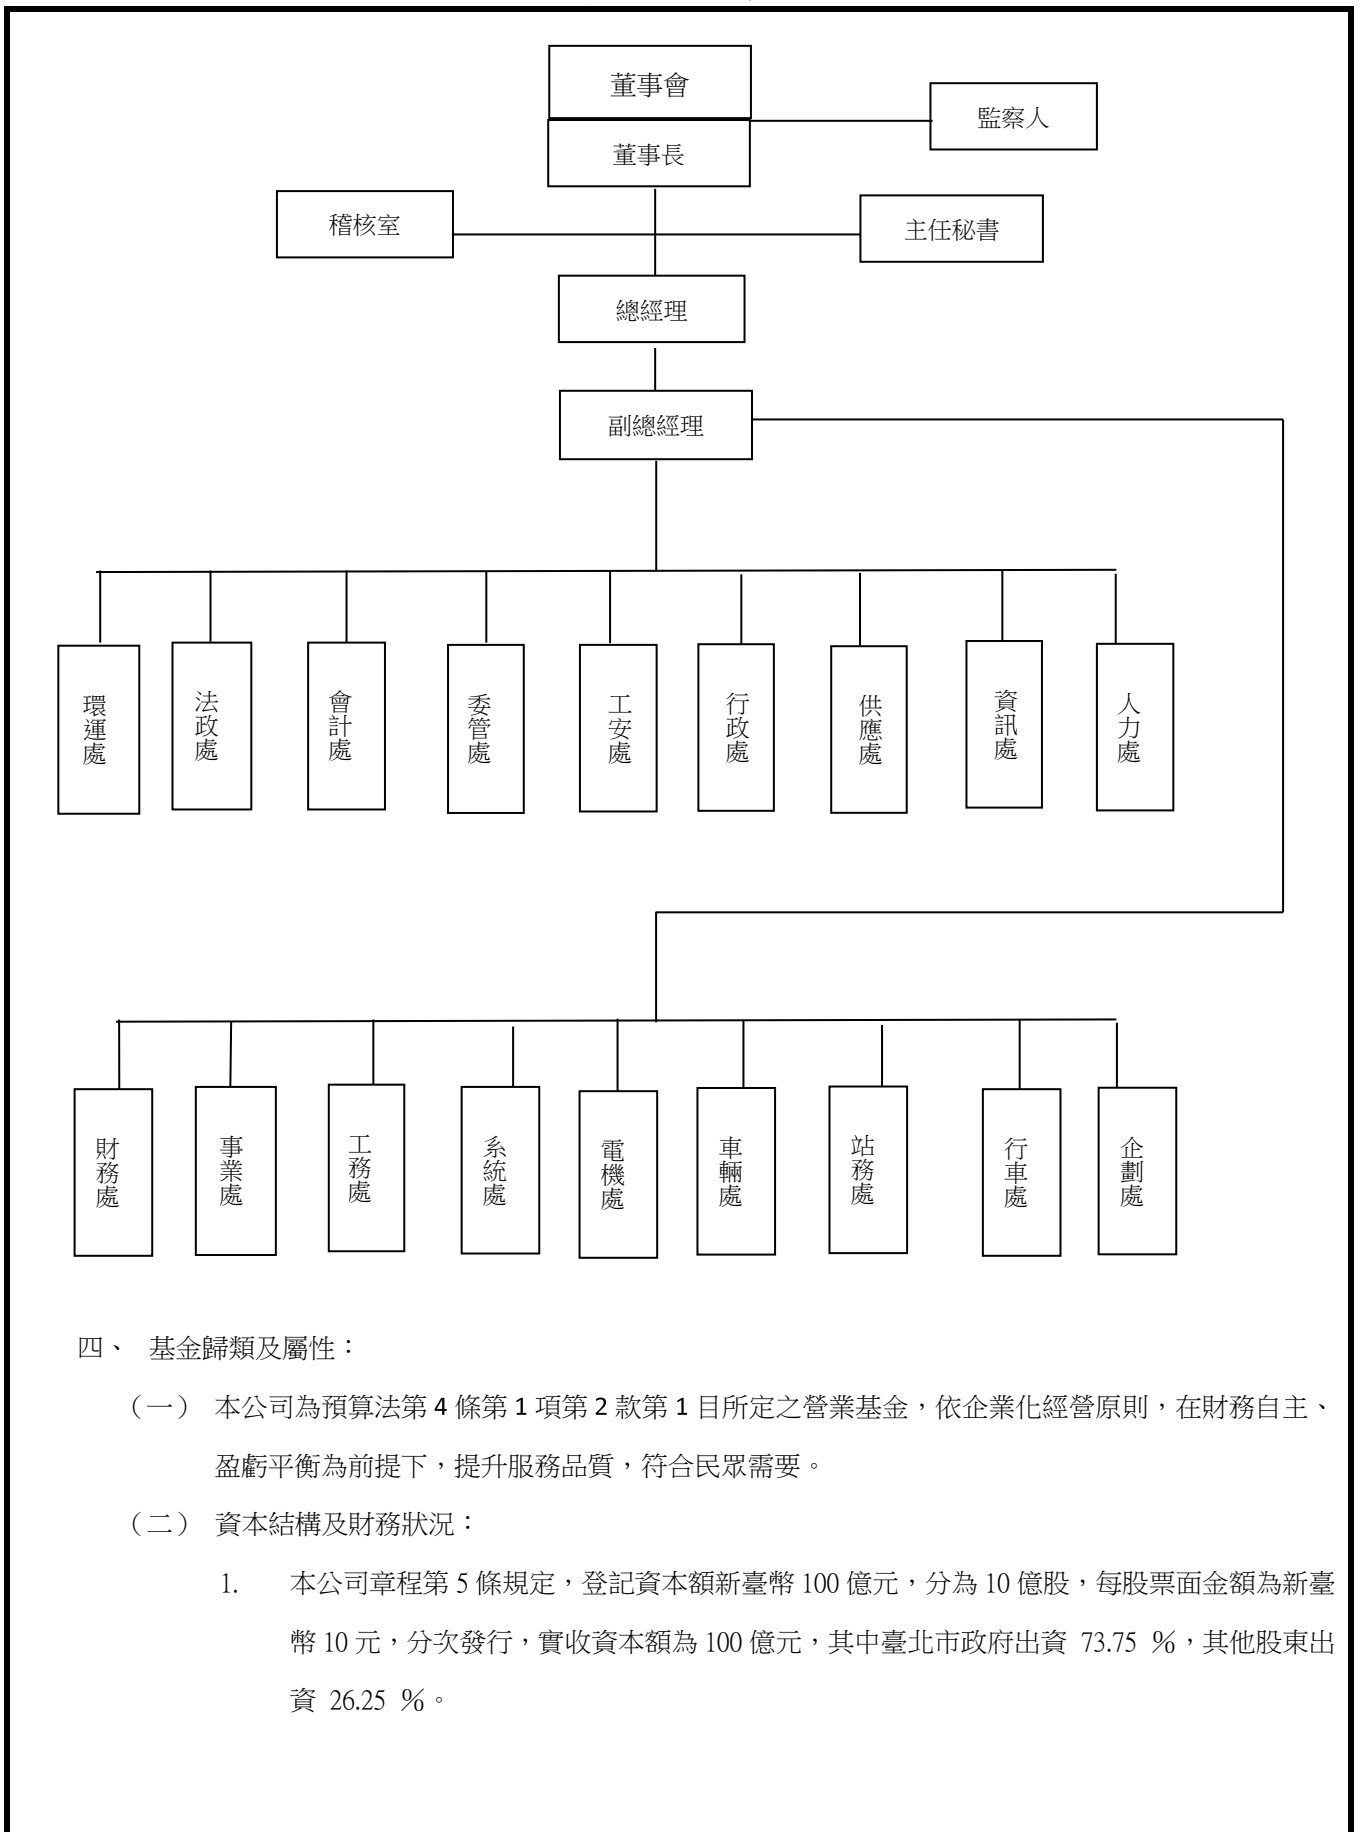 董事會
監察人
董事長
稽核室
主任秘書
總經理
副總經理
環運處
法政處
會計處
委管處
工安處
行政處
供應處
資訊處
人力處
財務處
事業處
工務處
系統處
電機處
車輛處
站務處
行車處
企劃處
四、 基金歸類及屬性：
（一） 本公司為預算法第 4 條第 1 項第 2 款第 1 目所定之營業基金，依企業化經營原則，在財務自主、
盈虧平衡為前提下，提升服務品質，符合民眾需要。
（二） 資本結構及財務狀況：
1. 本公司章程第 5 條規定，登記資本額新臺幣 100 億元，分為 10 億股，每股票面金額為新臺
幣 10 元，分次發行，實收資本額為 100 億元，其中臺北市政府出資 73.75 %，其他股東出
資 26.25 %。